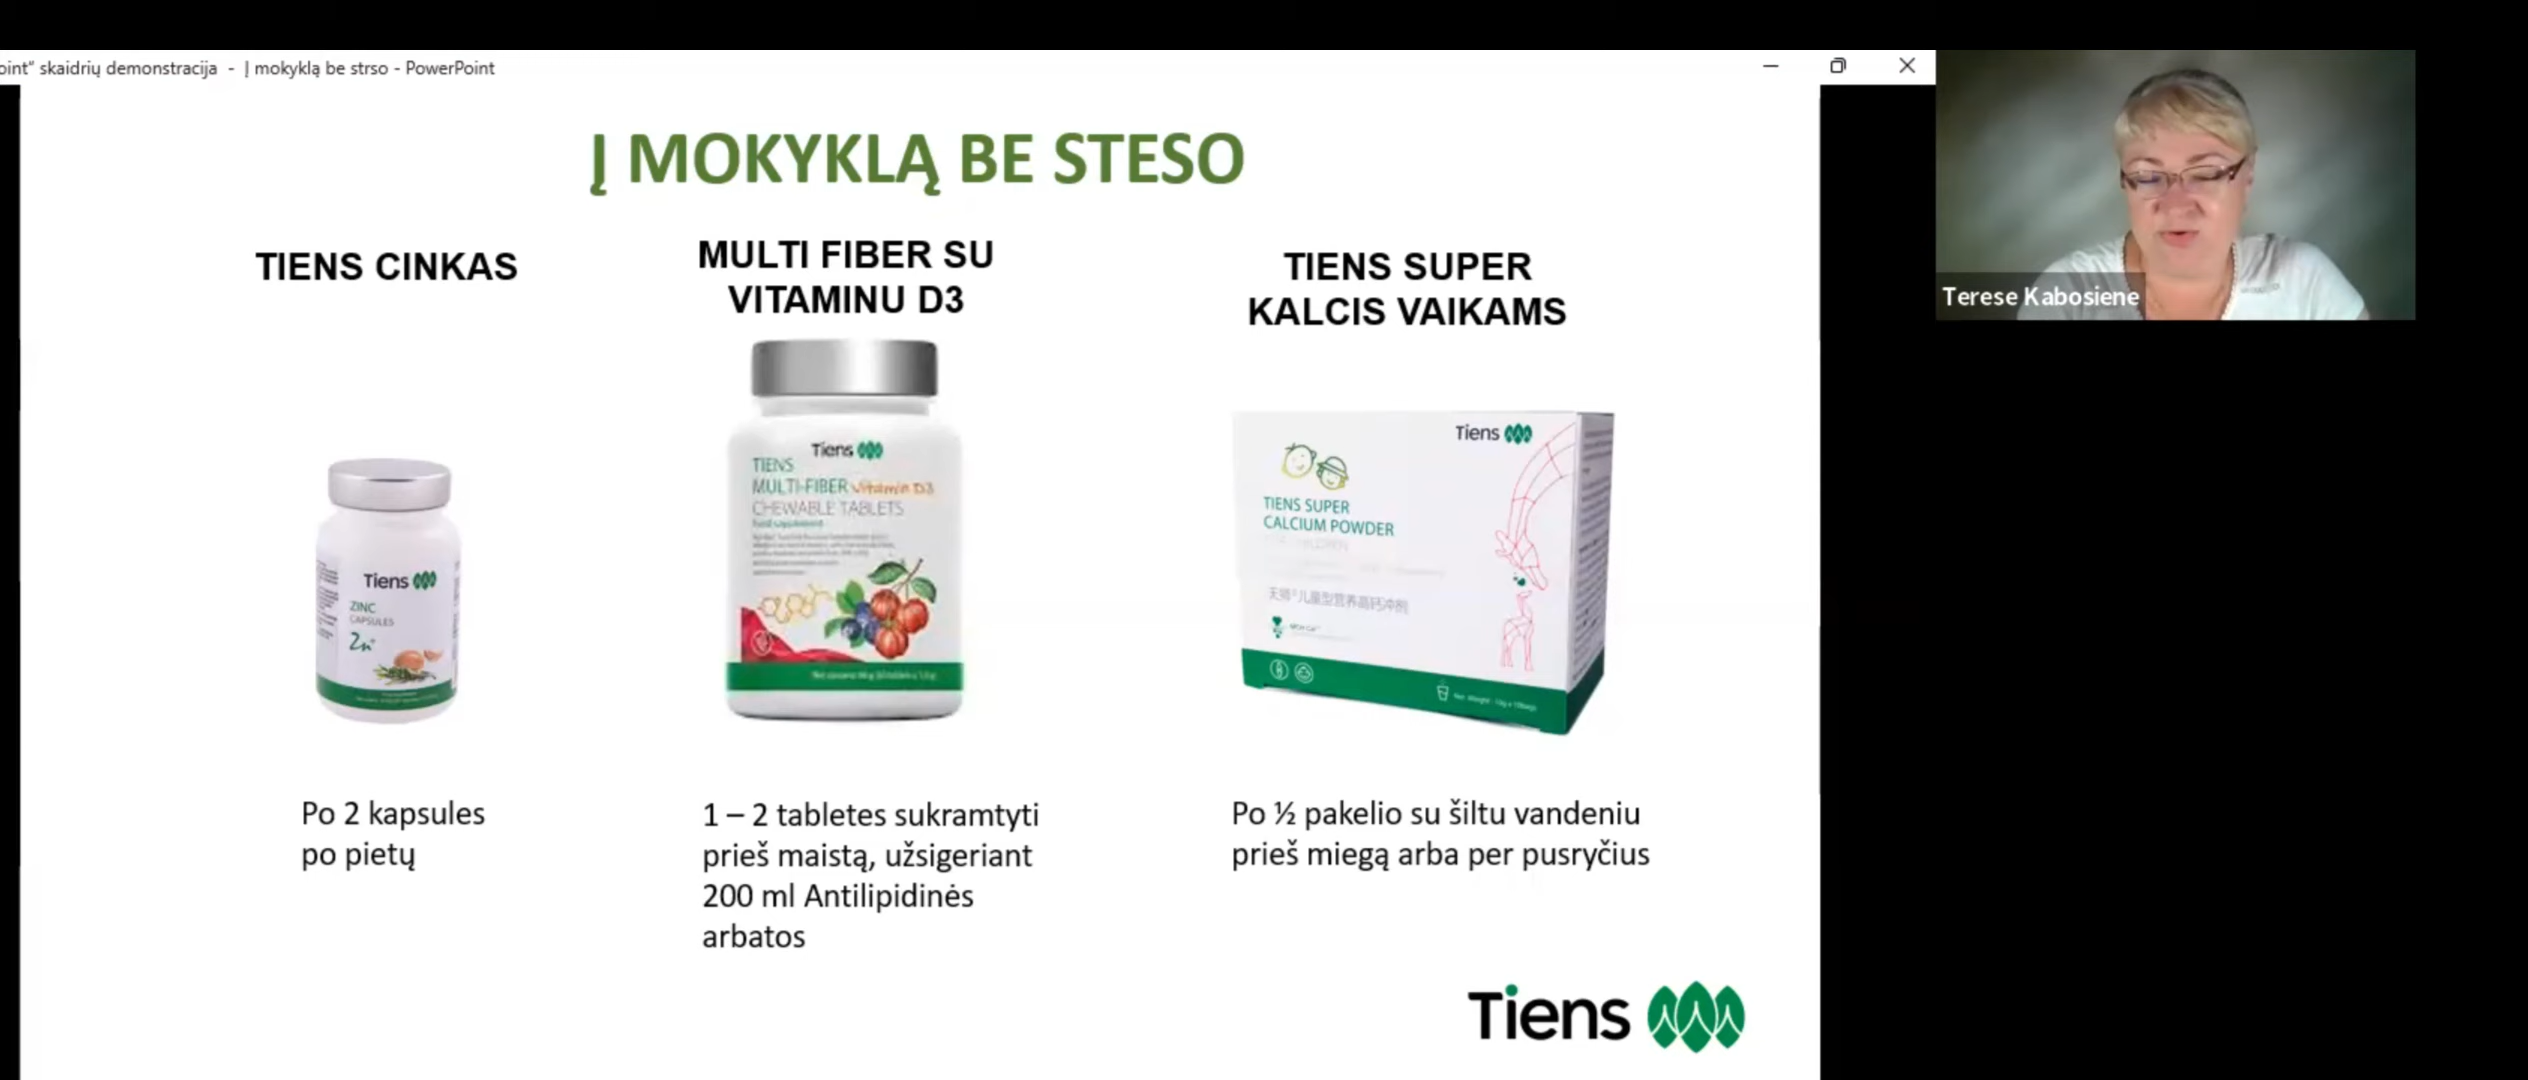 oint“ skaidrių demonstracija - Į mokyklą be strso - PowerPoint
Į MOKYKLĄ BE STESO
TIENS CINKAS
MULTI FIBER SU
VITAMINU D3
TIENS SUPER
KALCIS VAIKAMS
Terese Kabosiene
Tiens
ZINC
CAPSULES
Zn+
Tiens
TIENS
MULTI-FIBER Vitamin D3
CHEWABLE TABLETS
Food supplement
Tiens
TIENS SUPER
CALCIUM POWDER
Po 2 kapsules
po pietų
1 – 2 tabletes sukramtyti
prieš maistą, užsigeriant
200 ml Antilipidinės
arbatos
Po ½ pakelio su šiltu vandeniu
prieš miegą arba per pusryčius
Tiens